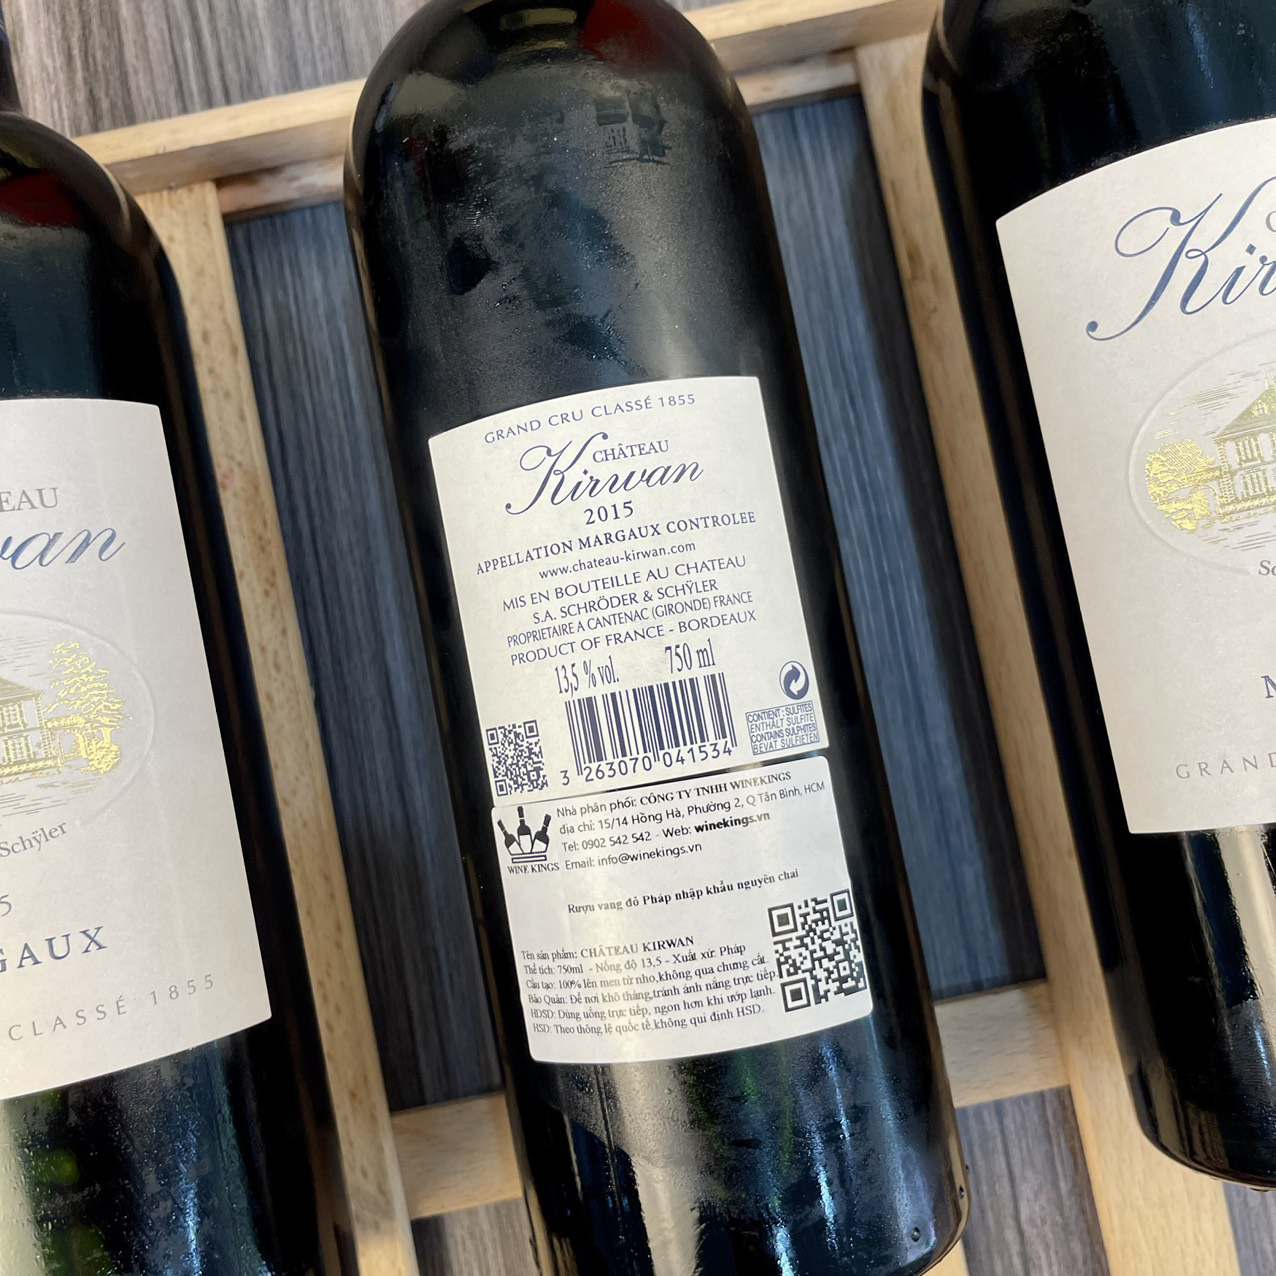 EAU
wan
Schÿler
5
GAUX
CLASSÉ 1855
GRAND CRU CLASSÉ 1855
CHÂTEAU
Kirwan
2015
APPELLATION MARGAUX CONTROLEE
www.chateau-kirwan.com
MIS EN BOUTEILLE AU CHATEAU
S.A. SCHRÖDER & SCHŸLER
PROPRIETAIRE A CANTENAC (GIRONDE) FRANCE
PRODUCT OF FRANCE - BORDEAUX
13,5 % vol. 750 ml
CONTIENT : SULFITES
ENTHÄLT SULFITE
CONTAINS SULPHITES
BEVAT SULFIETEN
3 263070 041534
Nhà phân phối: CÔNG TY TNHH WINEKINGS
địa chỉ: 15/14 Hồng Hà, Phường 2, Q Tân Bình, HCM
Tel: 0902 542 542 - Web: winekings.vn
Email: info@winekings.vn
WINE KINGS
Rượu vang đỏ Pháp nhập khẩu nguyên chai
Tên sản phẩm: CHÂTEAU KIRWAN
Thể tích: 750ml - Nồng độ 13,5 - Xuất xứ: Pháp
Cấu tạo: 100% lên men từ nho,không qua chưng cất.
Bảo Quản: Để nơi khô tháng,tránh ánh nắng trực tiếp
HDSD: Dùng uống trực tiếp, ngon hơn khi ướp lạnh.
HSD: Theo thông lệ quốc tế,không qui định HSD.
Kir
So
M
GRAND